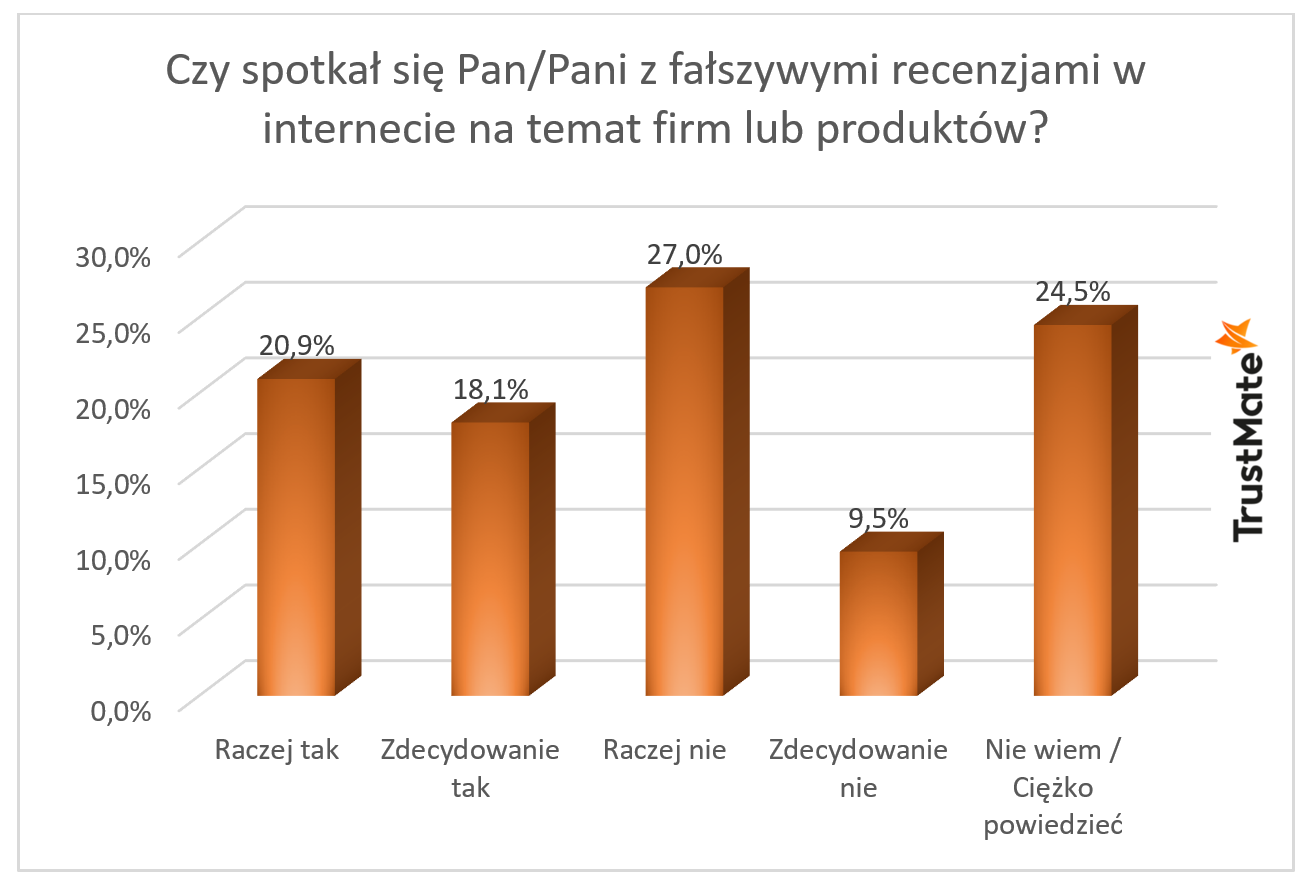 Czy spotkał się Pan/Pani z fałszywymi recenzjami w
internecie na temat firm lub produktów?
30,0%
25,0%
20,0%
15,0%
10,0%
5,0%
0,0%
20,9%
18,1%
27,0%
9,5%
24,5%
Raczej tak
Zdecydowanie
tak
Raczej nie
Zdecydowanie
nie
Nie wiem /
Ciężko
powiedzieć
TrustMate